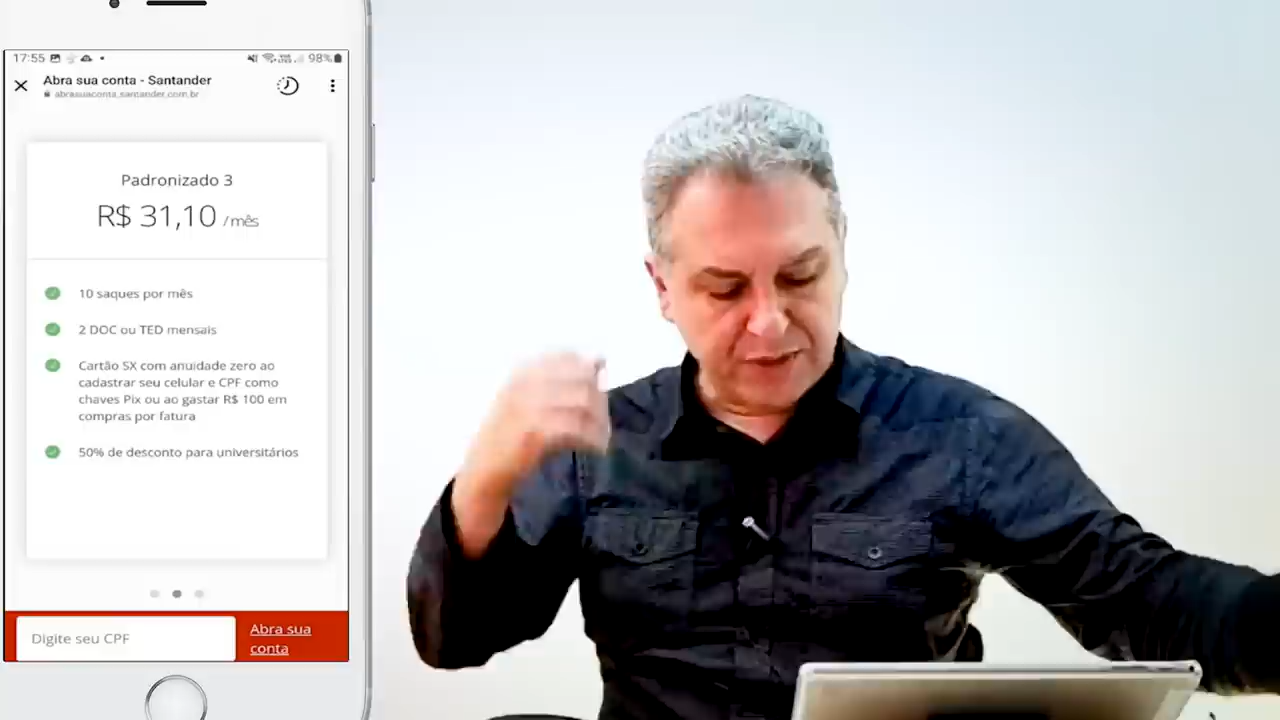 17:55
98%
Abra sua conta - Santander
abrasuaconta.santander.com.br
Padronizado 3
R$ 31,10 /mês
10 saques por mês
2 DOC ou TED mensais
Cartão SX com anuidade zero ao
cadastrar seu celular e CPF como
chaves Pix ou ao gastar R$ 100 em
compras por fatura
50% de desconto para universitários
Digite seu CPF
Abra sua
conta